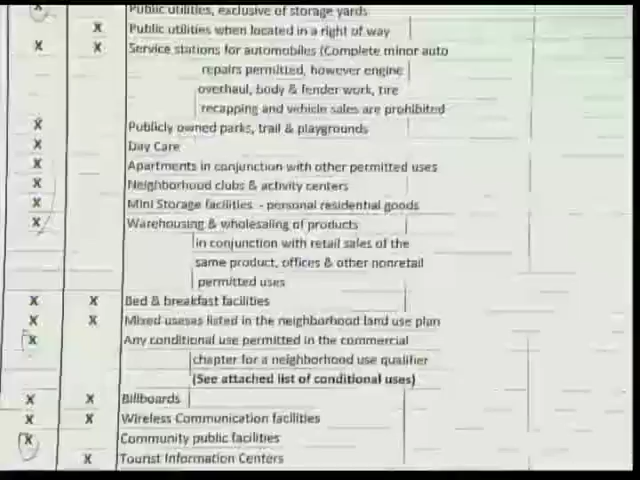 X Public utilities, exclusive of storage yards
X Public utilities when located in a right of way
X X Service stations for automobiles (Complete minor auto
repairs permitted, however engine
overhaul, body & fender work, tire
recapping and vehicle sales are prohibited
X Publicly owned parks, trail & playgrounds
X Day Care
X Apartments in conjunction with other permitted uses
X Neighborhood clubs & activity centers
X Mini Storage facilities - personal residential goods
X Warehousing & wholesaling of products
in conjunction with retail sales of the
same product, offices & other nonretail
permitted uses
X X Bed & breakfast facilities
X X Mixed useses listed in the neighborhood land use plan
X Any conditional use permitted in the commercial
chapter for a neighborhood use qualifier
(See attached list of conditional uses)
X X Billboards
X X Wireless Communication facilities
X Community public facilities
X Tourist Information Centers